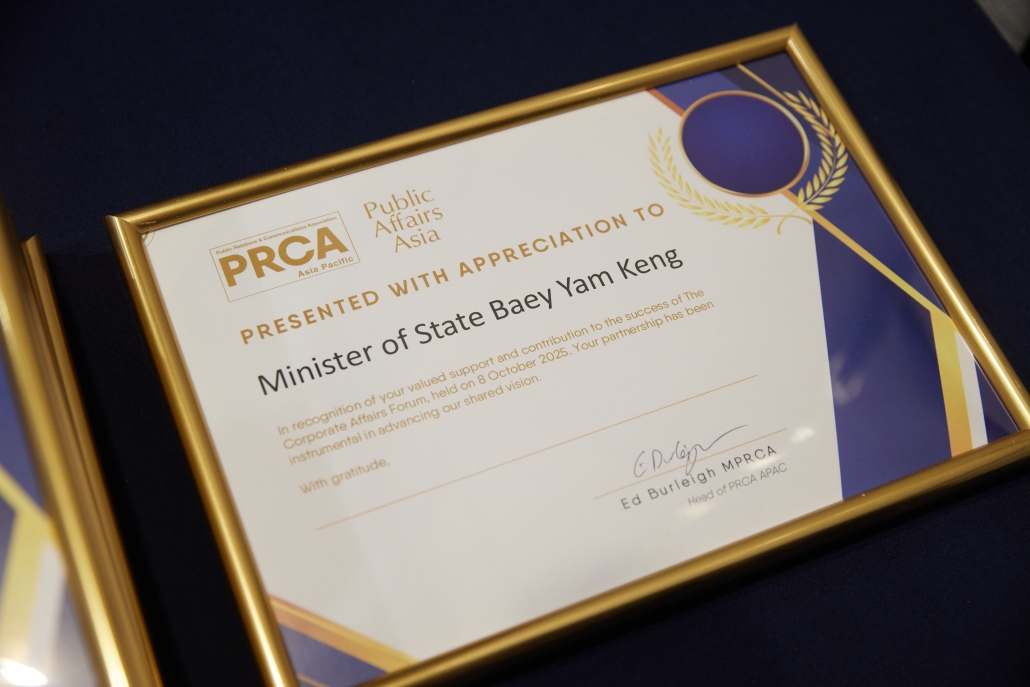 Public Relations & Communications Association
PRCA
Asia Pacific
Public
Affairs
Asia
PRESENTED WITH APPRECIATION TO
Minister of State Baey Yam Keng
In recognition of your valued support and contribution to the success of The
Corporate Affairs Forum, held on 8 October 2025. Your partnership has been
instrumental in advancing our shared vision.
With gratitude,
Ed Burleigh MPRCA
Head of PRCA APAC